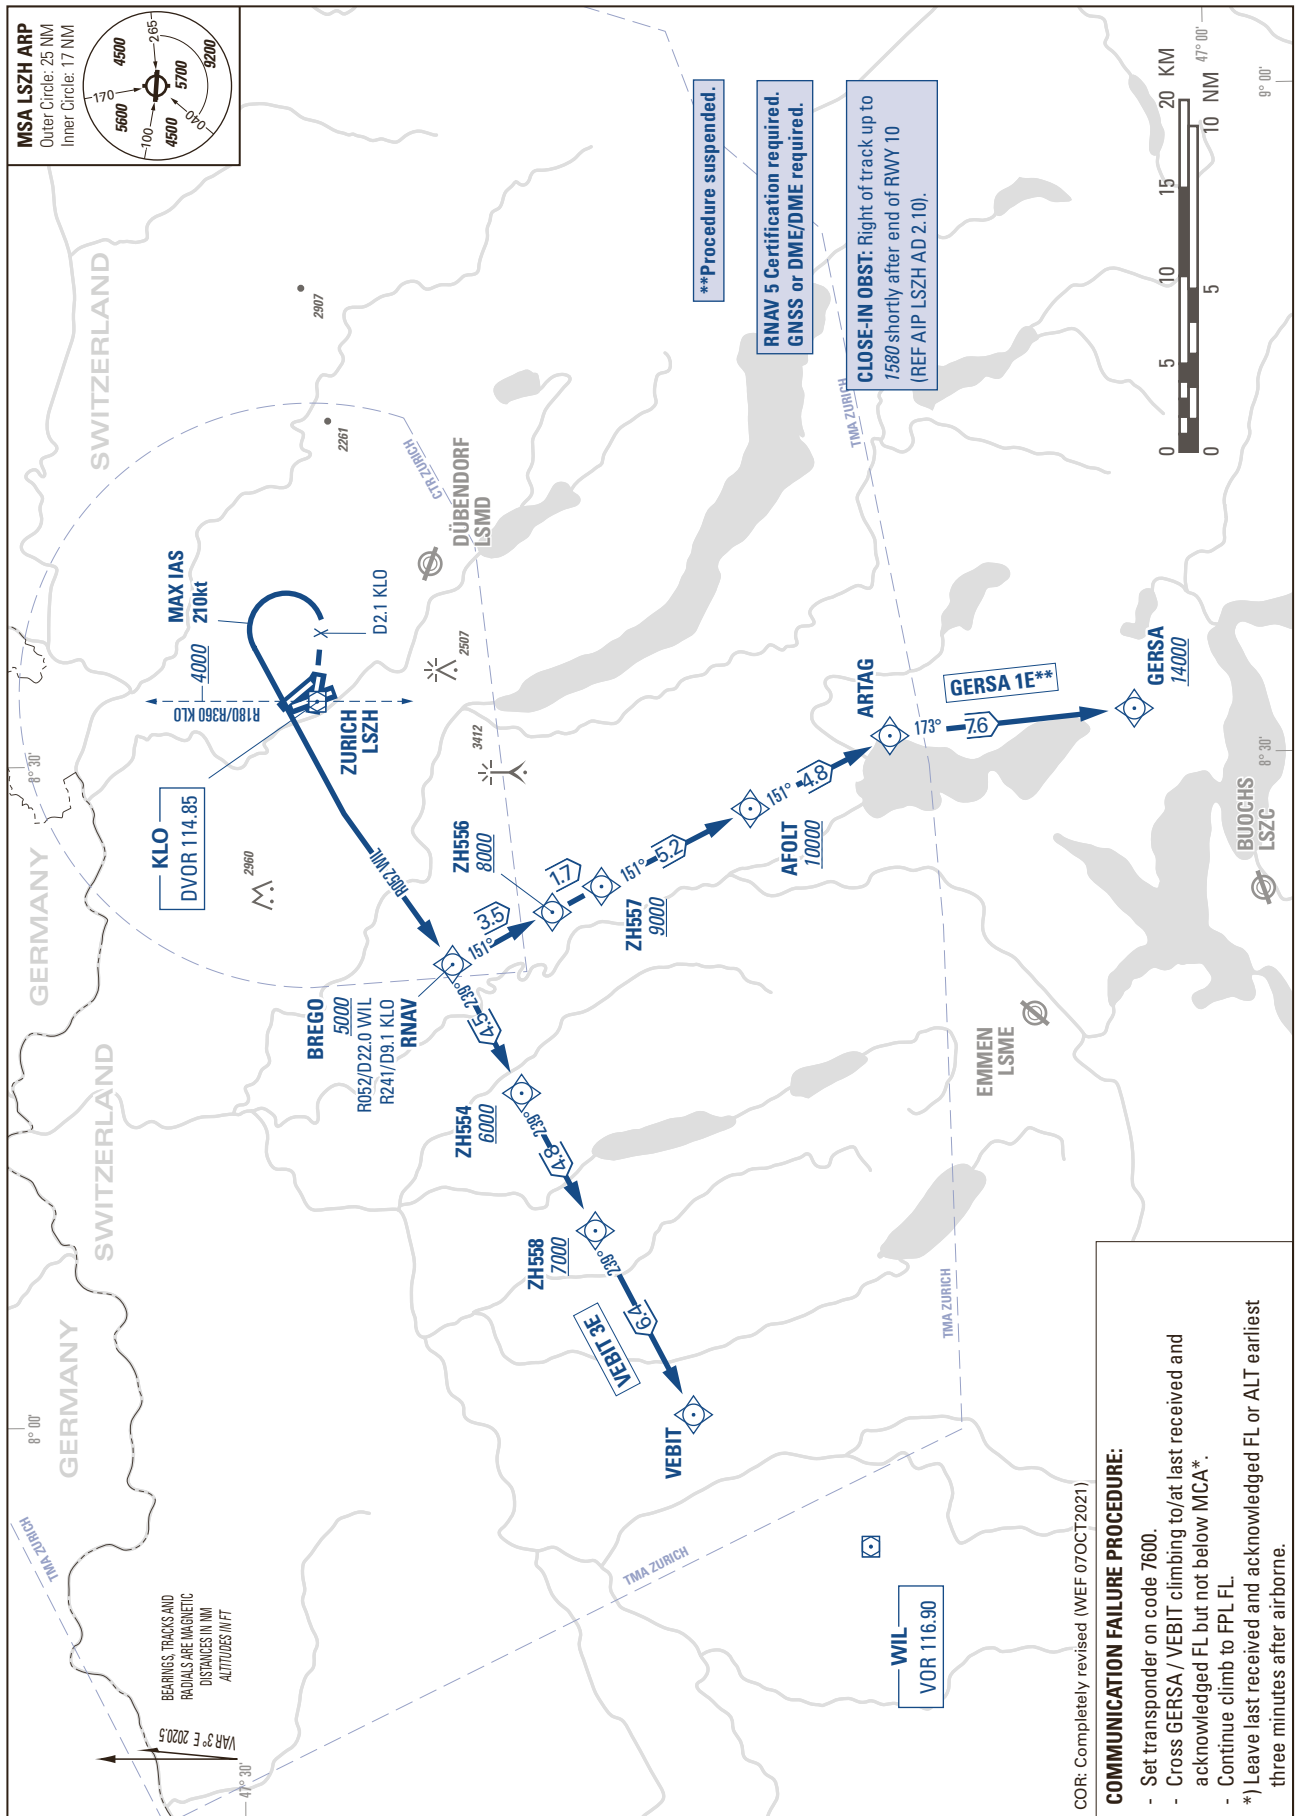 MSA LSZH ARP
Outer Circle: 25 NM
Inner Circle: 17 NM
170
4500
265
5600
5700
9200
100
4500
040
SWITZERLAND
GERMANY
SWITZERLAND
GERMANY
8° 30'
8° 00'
TMA ZURICH
BEARINGS, TRACKS AND
RADIALS ARE MAGNETIC
DISTANCES IN NM
ALTITUDES IN FT
VAR 3° E 2020.5
47° 30'
2907
2261
CTR ZURICH
DÜBENDORF
LSMD
MAX IAS
210kt
4000
R180/R360 KLO
D2.1 KLO
ZURICH
LSZH
KLO
DVOR 114.85
2960
2507
3412
R052 WIL
BREGO
5000
R052/D22.0 WIL
R241/D9.1 KLO
RNAV
151°
3.5
ZH556
8000
1.7
ZH557
9000
151°
5.2
AFOLT
10000
151°
4.8
ARTAG
173°
7.6
GERSA 1E**
GERSA
14000
239°
4.5
ZH554
6000
239°
4.8
ZH558
7000
239°
6.4
VEBIT 3E
VEBIT
**Procedure suspended.
RNAV 5 Certification required.
GNSS or DME/DME required.
CLOSE-IN OBST: Right of track up to
1580 shortly after end of RWY 10
(REF AIP LSZH AD 2.10).
TMA ZURICH
TMA ZURICH
TMA ZURICH
EMMEN
LSME
BUOCHS
LSZC
8° 30'
9° 00'
47° 00'
0 5 10 15 20 KM
0 5 10 NM
WIL
VOR 116.90
COR: Completely revised (WEF 07OCT2021)
COMMUNICATION FAILURE PROCEDURE:
- Set transponder on code 7600.
- Cross GERSA / VEBIT climbing to/at last received and
acknowledged FL but not below MCA*.
- Continue climb to FPL FL.
*) Leave last received and acknowledged FL or ALT earliest
three minutes after airborne.